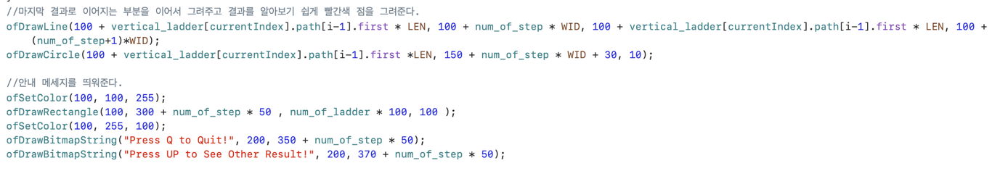 //마지막 결과로 이어지는 부분을 이어서 그려주고 결과를 알아보기 쉽게 빨간색 점을 그려준다.
ofDrawLine(100 + vertical_ladder[currentIndex].path[i-1].first * LEN, 100 + num_of_step * WID, 100 + vertical_ladder[currentIndex].path[i-1].first * LEN, 100 +
(num_of_step+1)*WID);
ofDrawCircle(100 + vertical_ladder[currentIndex].path[i-1].first *LEN, 150 + num_of_step * WID + 30, 10);
//안내 메세지를 띄워준다.
ofSetColor(100, 100, 255);
ofDrawRectangle(100, 300 + num_of_step * 50 , num_of_ladder * 100, 100 );
ofSetColor(100, 255, 100);
ofDrawBitmapString("Press Q to Quit!", 200, 350 + num_of_step * 50);
ofDrawBitmapString("Press UP to See Other Result!", 200, 370 + num_of_step * 50);